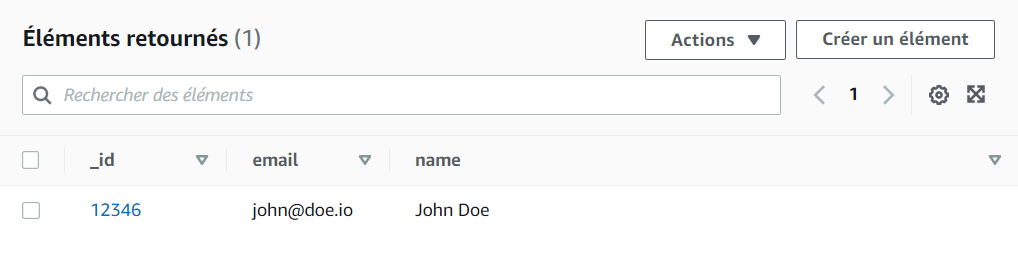 Éléments retournés (1)
Actions
Créer un élément
Rechercher des éléments
1
_id email name
12346 john@doe.io John Doe